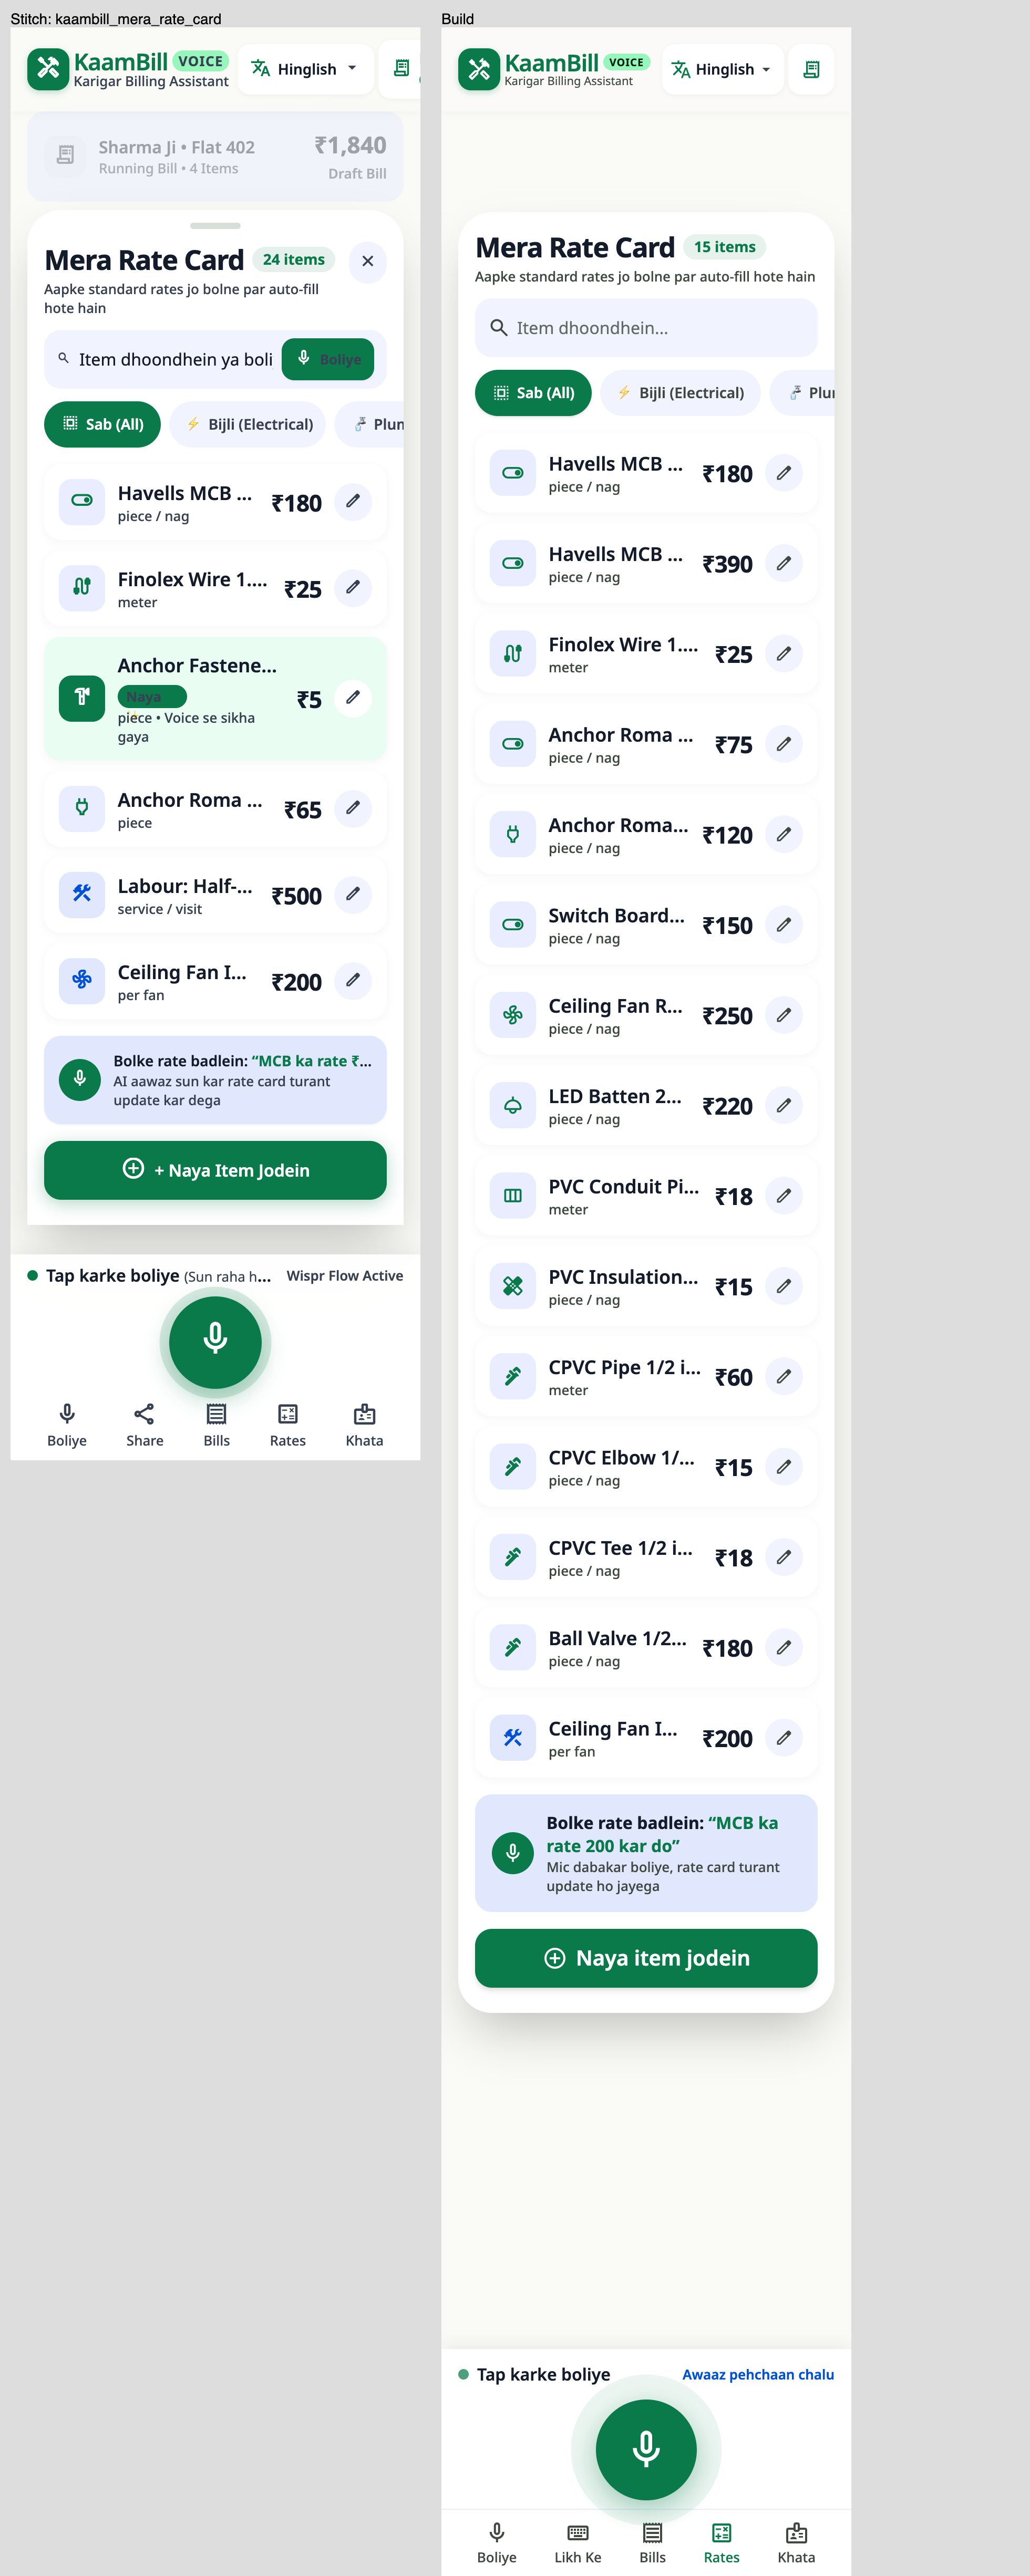 Stitch: kaambill_mera_rate_card
KaamBill VOICE
Karigar Billing Assistant
Hinglish
Sharma Ji • Flat 402
₹1,840
Running Bill • 4 Items
Draft Bill
Mera Rate Card
24 items
Aapke standard rates jo bolne par auto-fill
hote hain
Item dhoondhein ya boli
Boliye
Sab (All)
⚡ Bijli (Electrical)
Plum
Havells MCB ...
₹180
piece / nag
Finolex Wire 1....
₹25
meter
Anchor Fastene...
Naya
₹5
piece • Voice se sikha
gaya
Anchor Roma ...
₹65
piece
Labour: Half-...
₹500
service / visit
Ceiling Fan I...
₹200
per fan
Bolke rate badlein: “MCB ka rate ₹...
AI aawaz sun kar rate card turant
update kar dega
+ Naya Item Jodein
Tap karke boliye (Sun raha h...
Wispr Flow Active
Boliye
Share
Bills
Rates
Khata
Build
KaamBill VOICE
Karigar Billing Assistant
Hinglish
Mera Rate Card
15 items
Aapke standard rates jo bolne par auto-fill hote hain
Item dhoondhein...
Sab (All)
⚡ Bijli (Electrical)
Plu
Havells MCB ...
₹180
piece / nag
Havells MCB ...
₹390
piece / nag
Finolex Wire 1....
₹25
meter
Anchor Roma ...
₹75
piece / nag
Anchor Roma...
₹120
piece / nag
Switch Board...
₹150
piece / nag
Ceiling Fan R...
₹250
piece / nag
LED Batten 2...
₹220
piece / nag
PVC Conduit Pi...
₹18
meter
PVC Insulation...
₹15
piece / nag
CPVC Pipe 1/2 i...
₹60
meter
CPVC Elbow 1/...
₹15
piece / nag
CPVC Tee 1/2 i...
₹18
piece / nag
Ball Valve 1/2...
₹180
piece / nag
Ceiling Fan I...
₹200
per fan
Bolke rate badlein: “MCB ka
rate 200 kar do”
Mic dabakar boliye, rate card turant
update ho jayega
Naya item jodein
Tap karke boliye
Awaaz pehchaan chalu
Boliye
Likh Ke
Bills
Rates
Khata